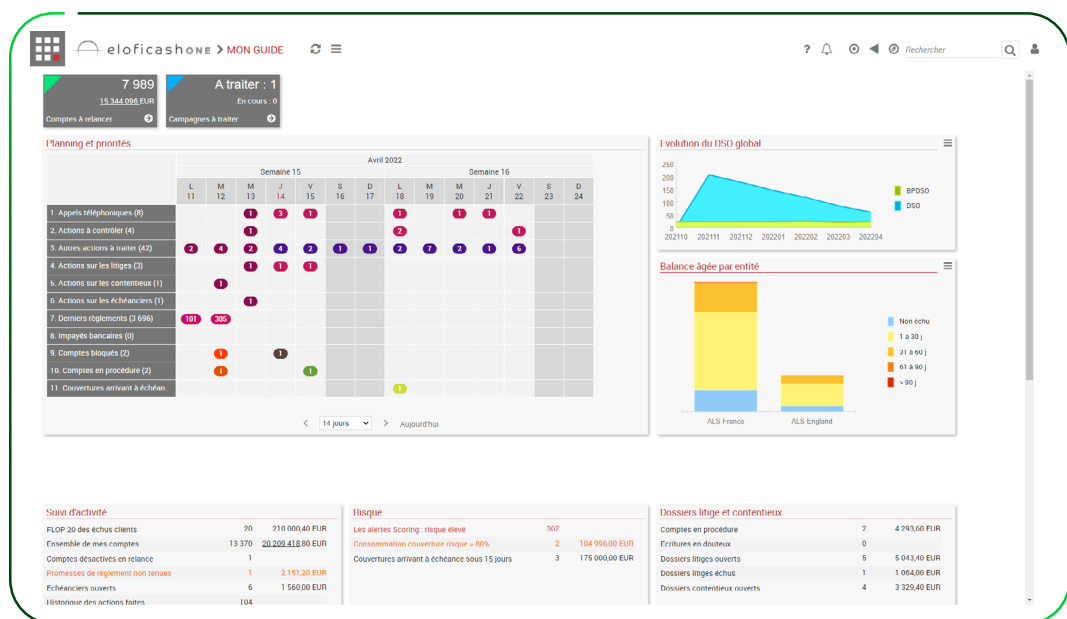 eloficashONE > MON GUIDE
? Rechercher
7 989
15 344 096 EUR
Comptes à relancer
A traiter : 1
En cours : 0
Campagnes à traiter
Planning et priorités
Avril 2022
Semaine 15 Semaine 16
L M M J V S D L M M J V S D
11 12 13 14 15 16 17 18 19 20 21 22 23 24
1. Appels téléphoniques (8) 1 3 1 1 1 1
2. Actions à contrôler (4) 1 2 1
3. Autres actions à traiter (42) 2 4 2 4 2 1 1 2 7 2 1 6
4. Actions sur les litiges (3) 1 1 1
5. Actions sur les contentieux (1) 1
6. Actions sur les échéanciers (1) 1
7. Derniers règlements (3 696) 101 305
8. Impayés bancaires (0)
9. Comptes bloqués (2) 1 1
10. Comptes en procédure (2) 1 1
11. Couvertures arrivant à échéan 1
< 14 jours > Aujourd'hui
Evolution du DSO global
250
200
150
100
50
0
202110 202111 202112 202201 202202 202203 202204
BPDSO
DSO
Balance âgée par entité
Non échu
1 à 30 j
31 à 60 j
61 à 90 j
> 90 j
ALS France ALS England
Suivi d'activité
FLOP 20 des échus clients 20 210 000,40 EUR
Ensemble de mes comptes 13 370 20 209 418,80 EUR
Comptes désactivés en relance 1
Promesses de règlement non tenues 1 2 151,20 EUR
Echéanciers ouverts 6 1 560,00 EUR
Historique des actions faites 104
Risque
Les alertes Scoring : risque élevé 362
Consommation couverture risque > 80% 2 104 996,00 EUR
Couvertures arrivant à échéance sous 15 jours 3 175 000,00 EUR
Dossiers litige et contentieux
Comptes en procédure 2 4 293,60 EUR
Ecritures en douteux 0
Dossiers litiges ouverts 5 5 043,40 EUR
Dossiers litiges échus 1 1 064,00 EUR
Dossiers contentieux ouverts 4 3 329,40 EUR